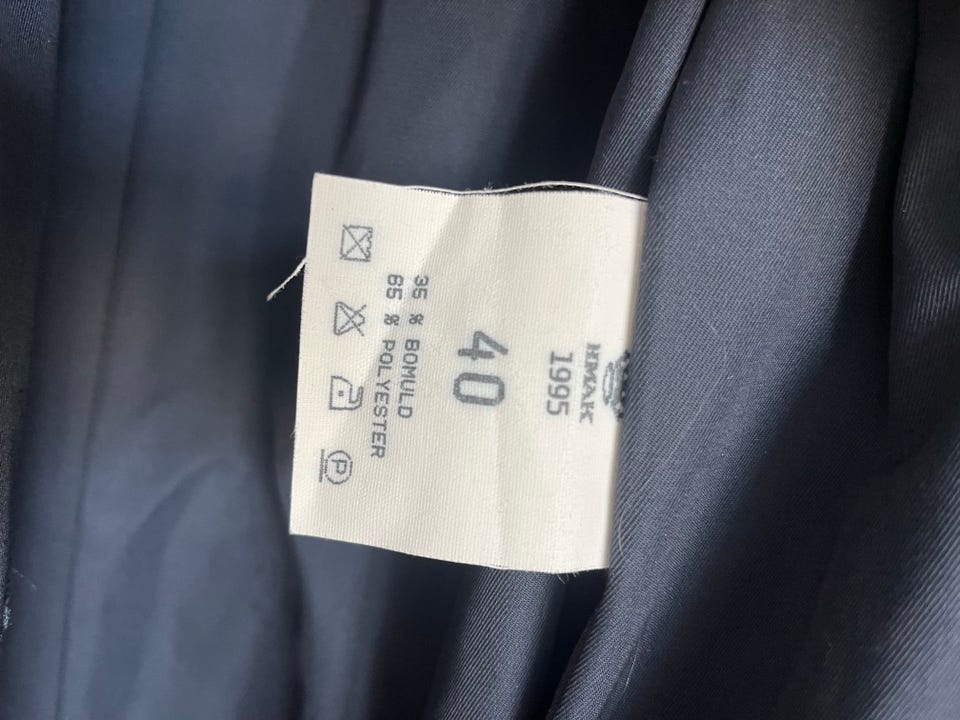 HMAK
1995
40
35 % BOMULD
65 % POLYESTER
P